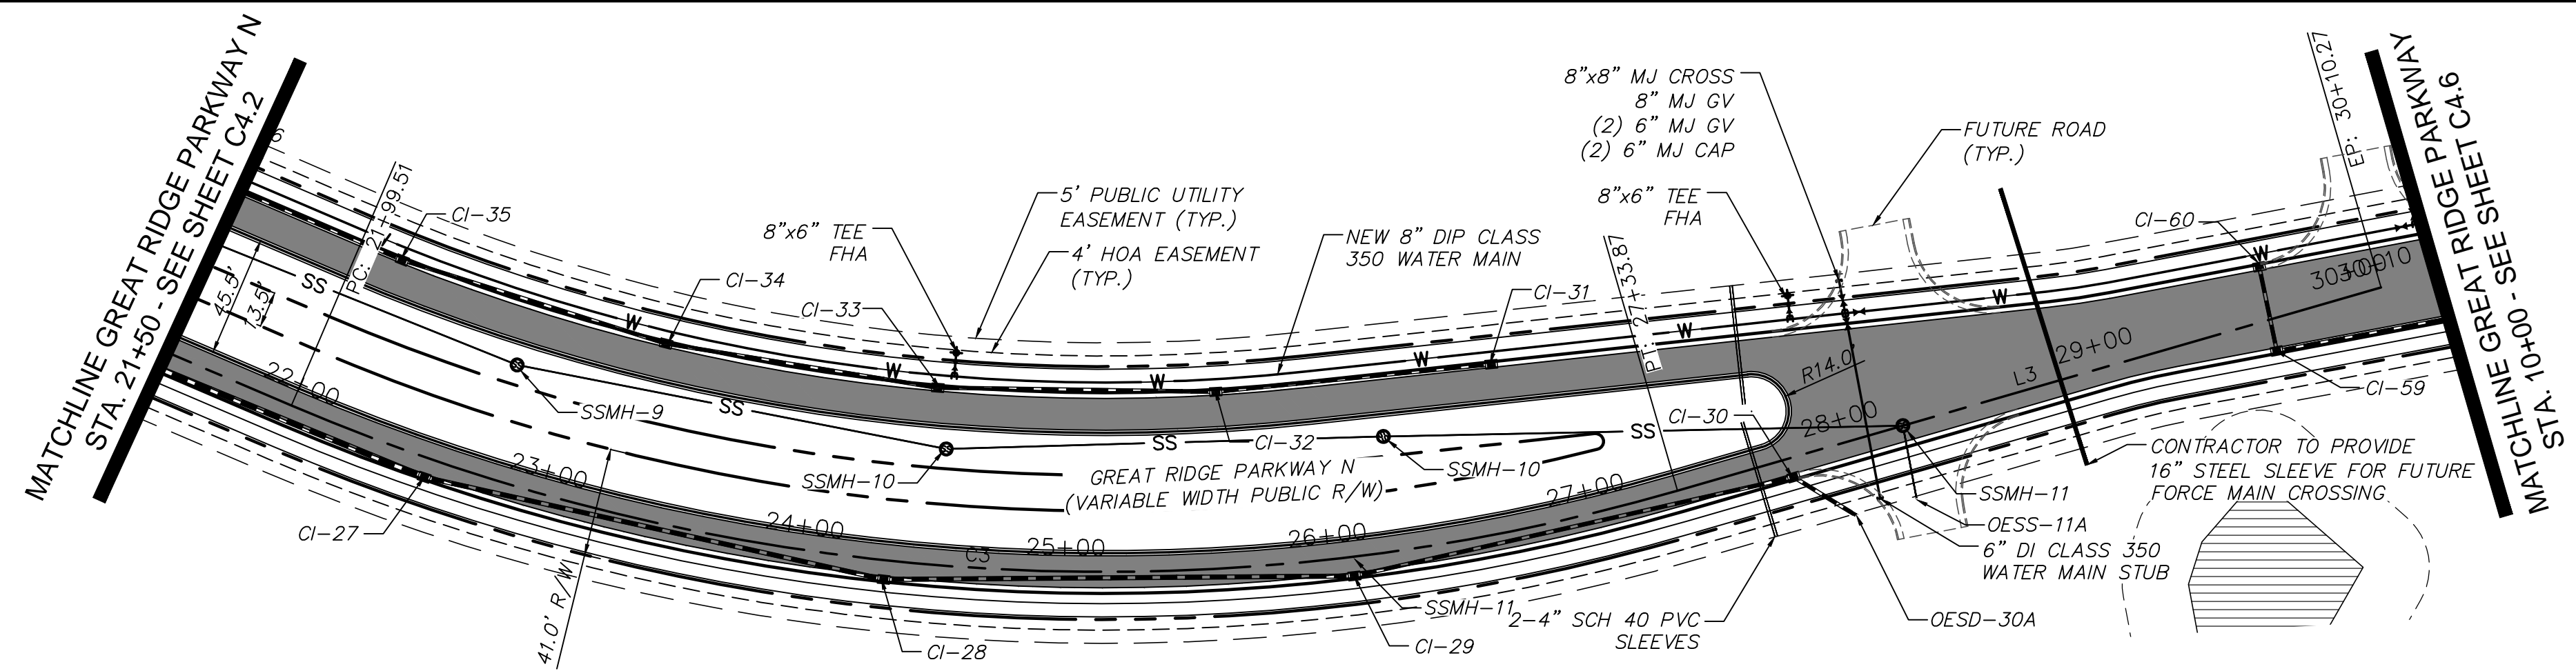 MATCHLINE GREAT RIDGE PARKWAY N
STA. 21+50 - SEE SHEET C4.2
45.5'
13.5'
SS
PC: 21+99.51
22+00
CI-35
CI-34
W
8"x6" TEE
FHA
CI-33
5' PUBLIC UTILITY
EASEMENT (TYP.)
4' HOA EASEMENT
(TYP.)
W
W
NEW 8" DIP CLASS
350 WATER MAIN
W
CI-31
CI-32
8"x8" MJ CROSS
8" MJ GV
(2) 6" MJ GV
(2) 6" MJ CAP
8"x6" TEE
FHA
PT: 27+33.87
W
FUTURE ROAD
(TYP.)
W
CI-60
W
EP: 30+10.27
30+00
30+10
MATCHLINE GREAT RIDGE PARKWAY
STA. 10+00 - SEE SHEET C4.6
SSMH-9
SS
SSMH-10
SS
SSMH-10
SS
GREAT RIDGE PARKWAY N
(VARIABLE WIDTH PUBLIC R/W)
CI-30
R14.0'
28+00
L3
29+00
CI-59
CONTRACTOR TO PROVIDE
16" STEEL SLEEVE FOR FUTURE
FORCE MAIN CROSSING
SSMH-11
OESS-11A
6" DI CLASS 350
WATER MAIN STUB
OESD-30A
CI-27
23+00
24+00
C3
25+00
26+00
27+00
41.0' R/W
CI-28
SSMH-11
CI-29
2-4" SCH 40 PVC
SLEEVES